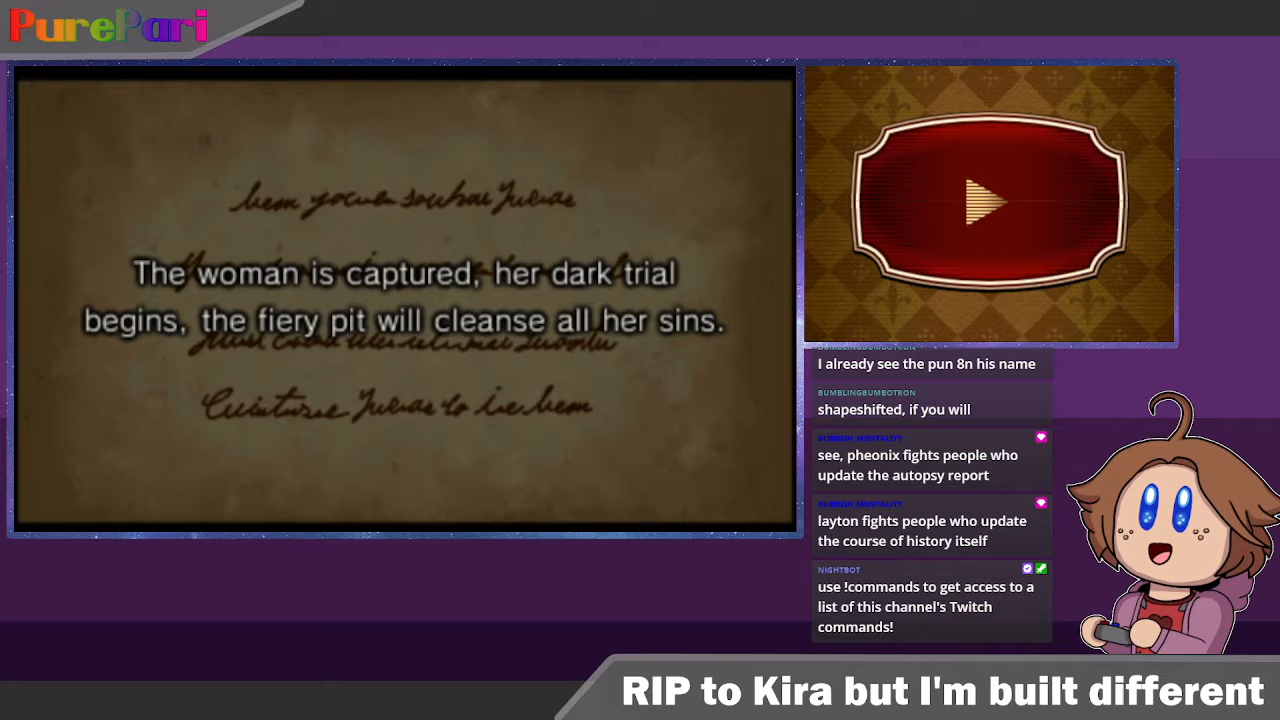 PurePari
The woman is captured, her dark trial
begins, the fiery pit will cleanse all her sins.
I already see the pun 8n his name
BUMBLINGBUMBOTRON
shapeshifted, if you will
see, pheonix fights people who
update the autopsy report
layton fights people who update
the course of history itself
NIGHTBOT
use !commands to get access to a
list of this channel's Twitch
commands!
RIP to Kira but I'm built different